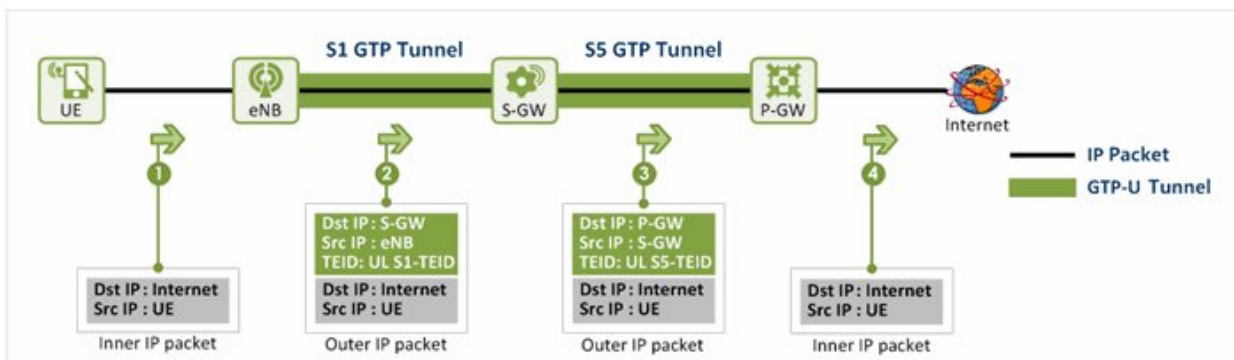 S1 GTP Tunnel
S5 GTP Tunnel
UE
eNB
S-GW
P-GW
Internet
IP Packet
GTP-U Tunnel
1
2
3
4
Dst IP : Internet
Src IP : UE
Inner IP packet
Dst IP : S-GW
Src IP : eNB
TEID: UL S1-TEID
Dst IP : Internet
Src IP : UE
Outer IP packet
Dst IP : P-GW
Src IP : S-GW
TEID: UL S5-TEID
Dst IP : Internet
Src IP : UE
Outer IP packet
Dst IP : Internet
Src IP : UE
Inner IP packet